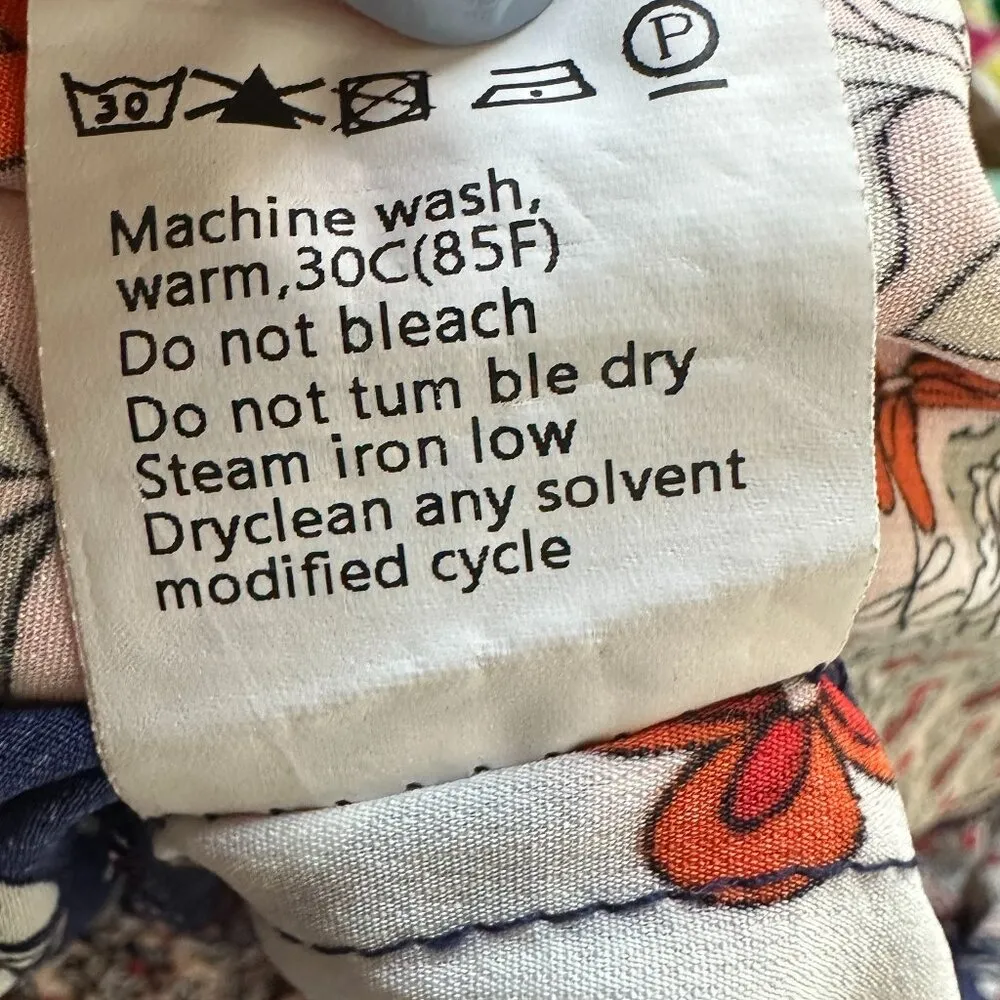 30 P
Machine wash,
warm,30C(85F)
Do not bleach
Do not tum ble dry
Steam iron low
Dryclean any solvent
modified cycle